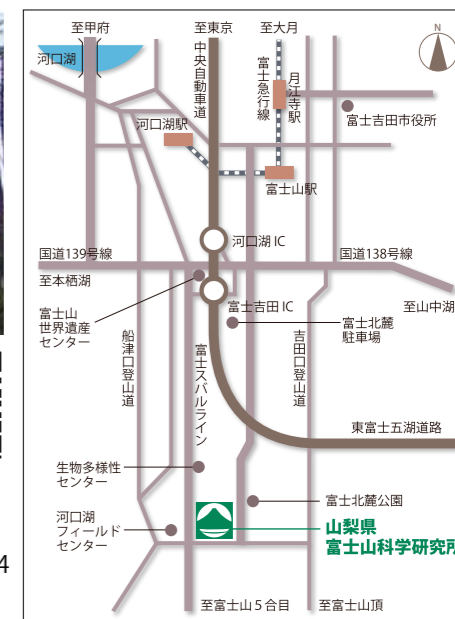 至甲府
至東京
至大月
N
河口湖
中央自動車道
富士急行線
月江寺駅
富士吉田市役所
河口湖駅
富士山駅
河口湖 IC
国道139号線
国道138号線
至本栖湖
至山中湖
富士山
世界遺産
センター
富士吉田 IC
富士北麓
駐車場
船津口登山道
富士スバルライン
吉田口登山道
東富士五湖道路
生物多様性
センター
富士北麓公園
河口湖
フィールド
センター
山梨県
富士山科学研究所
4
至富士山5合目
至富士山頂